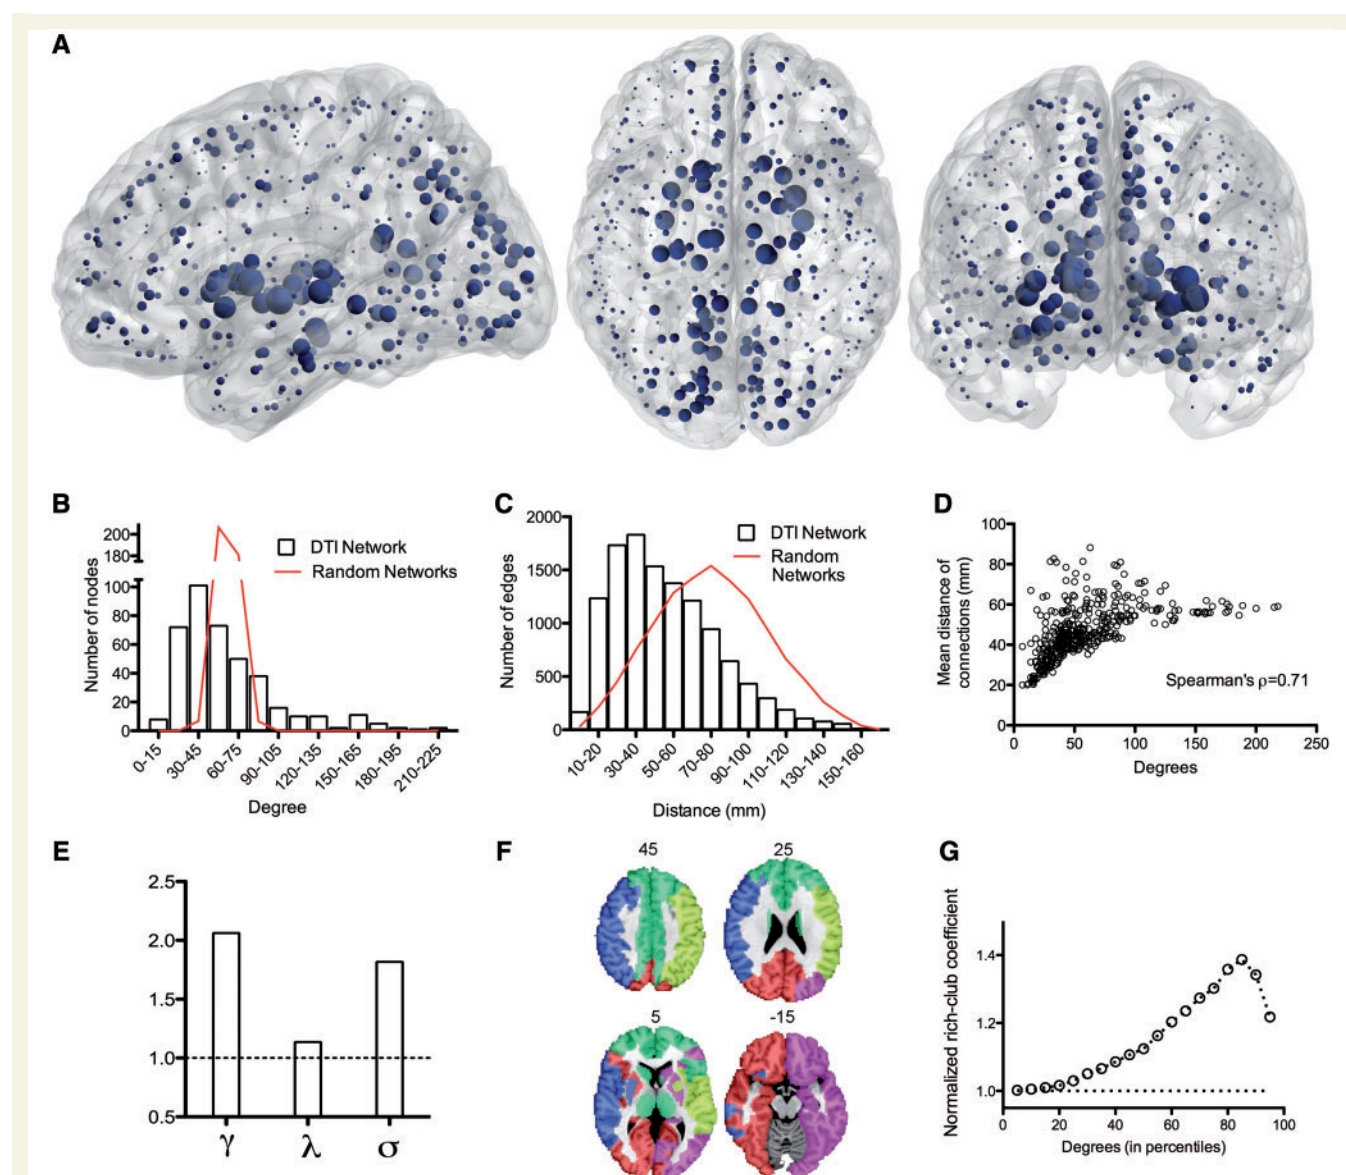 A
B
200
180
100
80
60
40
20
0
Number of nodes
DTI Network
Random Networks
0-15
30-45
60-75
90-105
120-135
150-165
180-195
210-225
Degree
C
2000
1500
1000
500
0
Number of edges
DTI Network
Random
Networks
10-20
30-40
50-60
70-80
90-100
110-120
130-140
150-160
Distance (mm)
D
100
80
60
40
20
0
Mean distance of
connections (mm)
Spearman's ρ=0.71
0
50
100
150
200
250
Degrees
E
2.5
2.0
1.5
1.0
0.5
γ
λ
σ
F
45
25
5
-15
G
Normalized rich-club coefficient
1.4
1.2
1.0
0
20
40
60
80
100
Degrees (in percentiles)